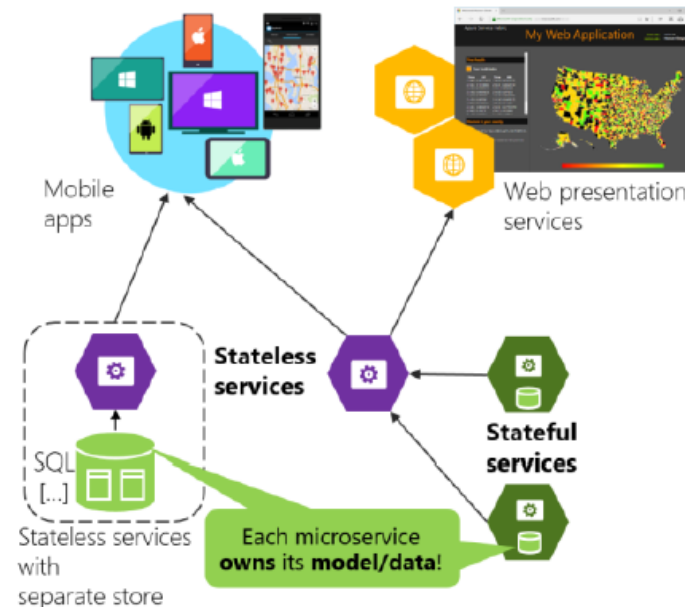 My Web Application
Mobile
apps
Web presentation
services
Stateless
services
Stateful
services
SQL
[...]
Stateless services
with
separate store
Each microservice
owns its model/data!